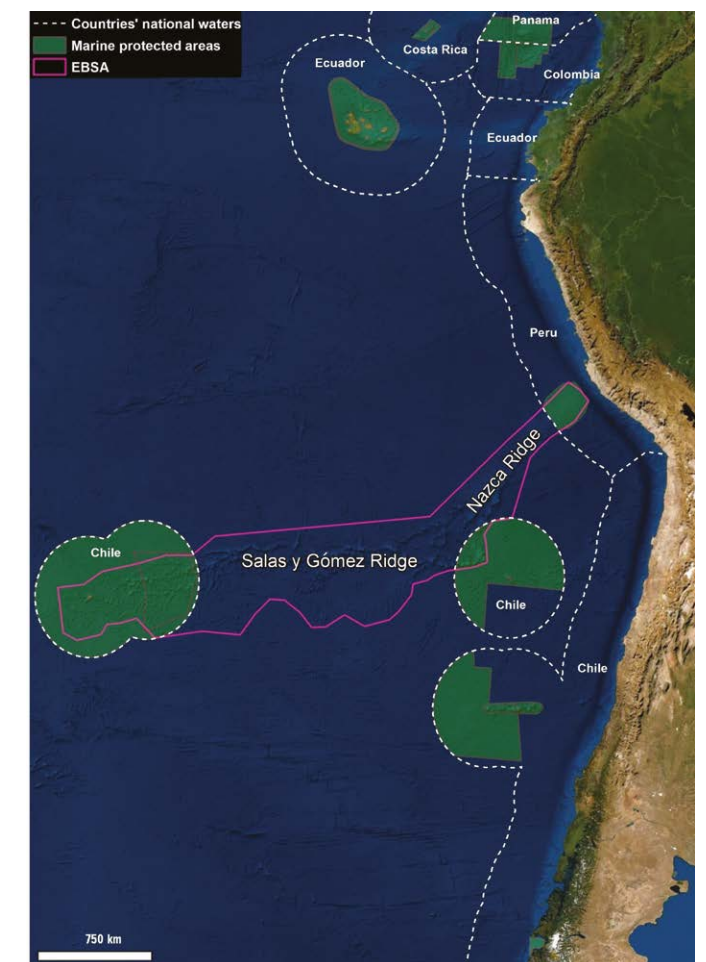 Countries' national waters
Marine protected areas
EBSA
Panama
Costa Rica
Ecuador
Colombia
Ecuador
Peru
Nazca Ridge
Chile
Salas y Gómez Ridge
Chile
Chile
750 km